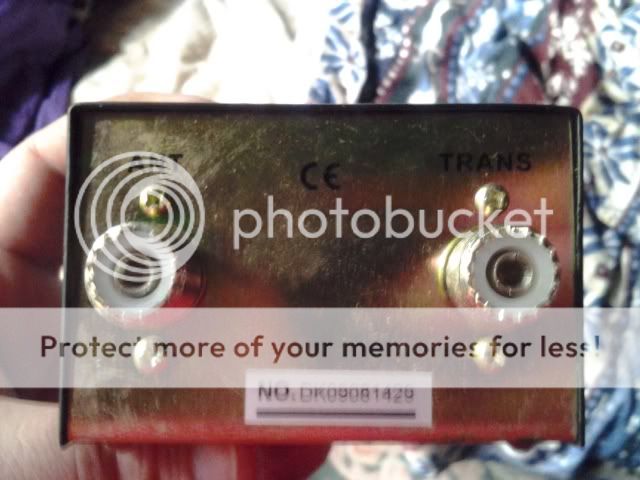 ANT
CE
TRANS
photobucket
Protect more of your memories for less!
NO. DK09081429